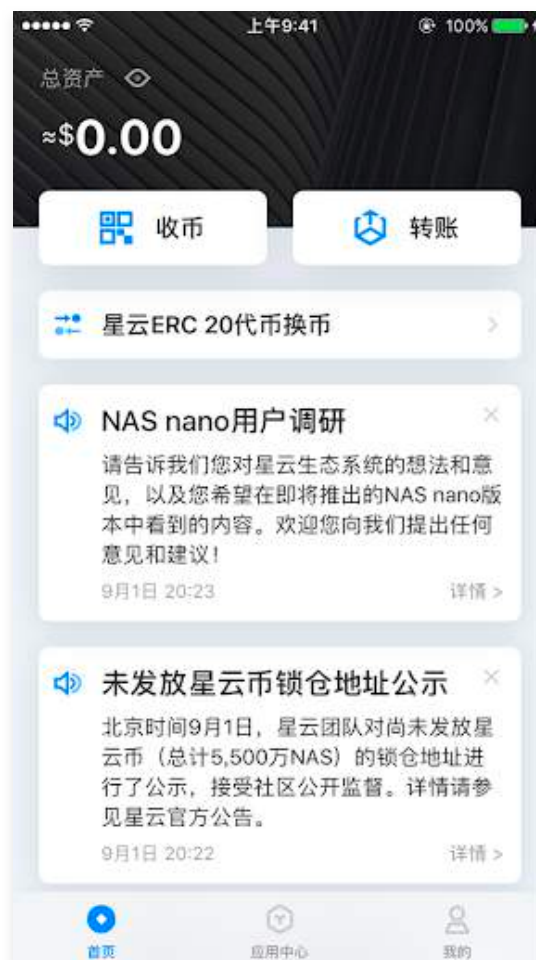 上午9:41
100%
总资产
≈$0.00
收币
转账
星云ERC 20代币换币
NAS nano用户调研
请告诉我们您对星云生态系统的想法和意
见，以及您希望在即将推出的NAS nano版
本中看到的内容。欢迎您向我们提出任何
意见和建议！
9月1日 20:23
详情 >
未发放星云币锁仓地址公示
北京时间9月1日，星云团队对尚未发放星
云币（总计5,500万NAS）的锁仓地址进
行了公示，接受社区公开监督。详情请参
见星云官方公告。
9月1日 20:22
详情 >
首页
应用中心
我的